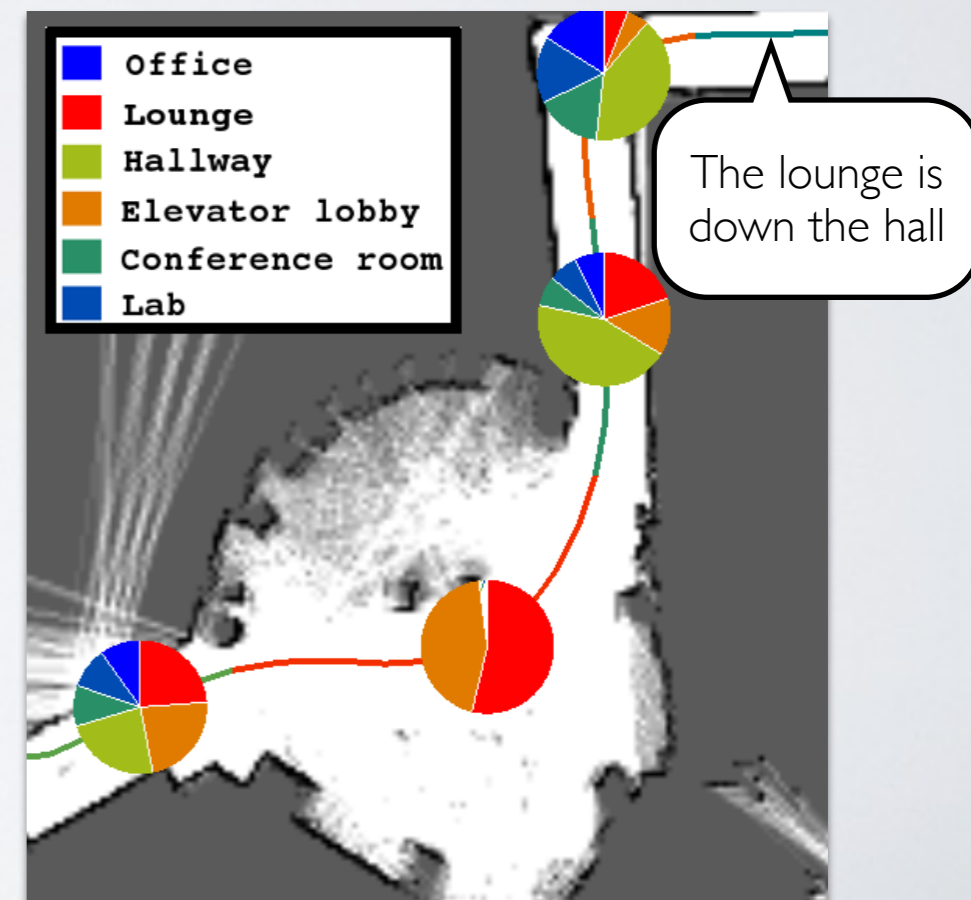 Office
Lounge
Hallway
Elevator lobby
Conference room
Lab
The lounge is
down the hall